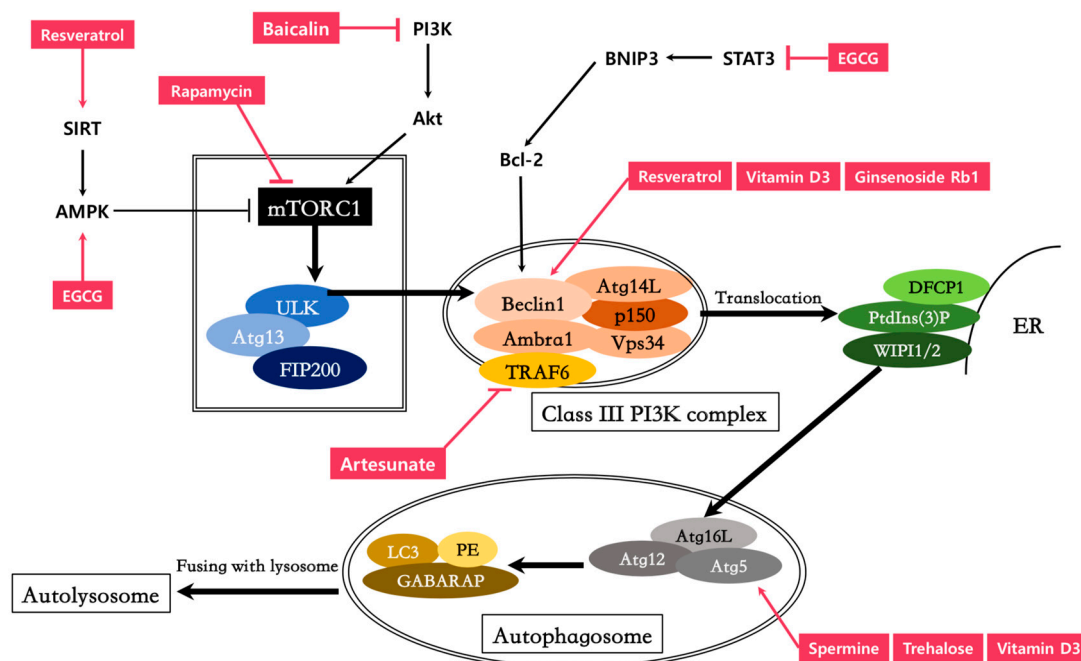 Resveratrol
Baicalin
PI3K
BNIP3
STAT3
EGCG
Rapamycin
SIRT
Akt
Bcl-2
Resveratrol
Vitamin D3
Ginsenoside Rb1
AMPK
mTORC1
EGCG
ULK
Atg13
FIP200
Beclin1
Atg14L
p150
Ambra1
Vps34
TRAF6
Class III PI3K complex
Translocation
DFCP1
PtdIns(3)P
WIPI1/2
ER
Artesunate
Atg16L
Atg12
Atg5
LC3
PE
GABARAP
Autophagosome
Fusing with lysosome
Autolysosome
Spermine
Trehalose
Vitamin D3